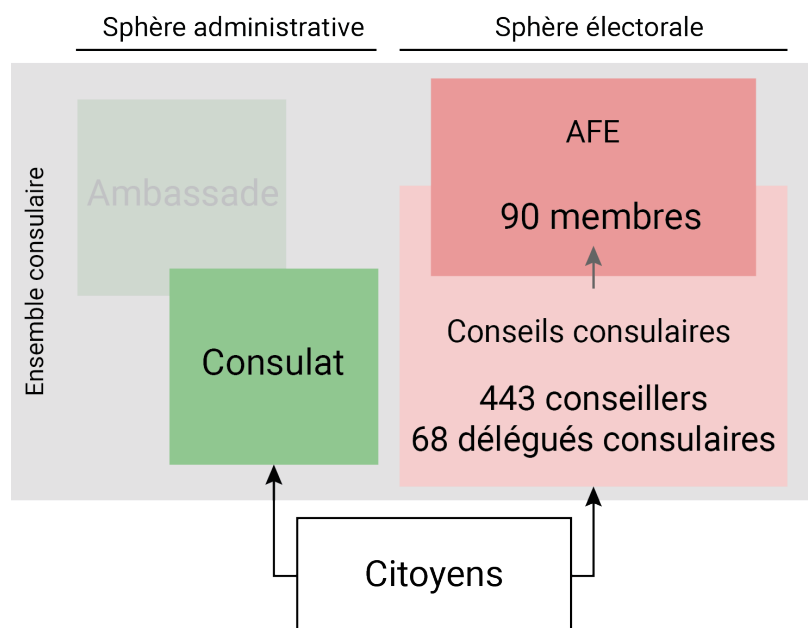 Sphère administrative
Sphère électorale
Ensemble consulaire
Ambassade
Consulat
AFE
90 membres
Conseils consulaires
443 conseillers
68 délégués consulaires
Citoyens